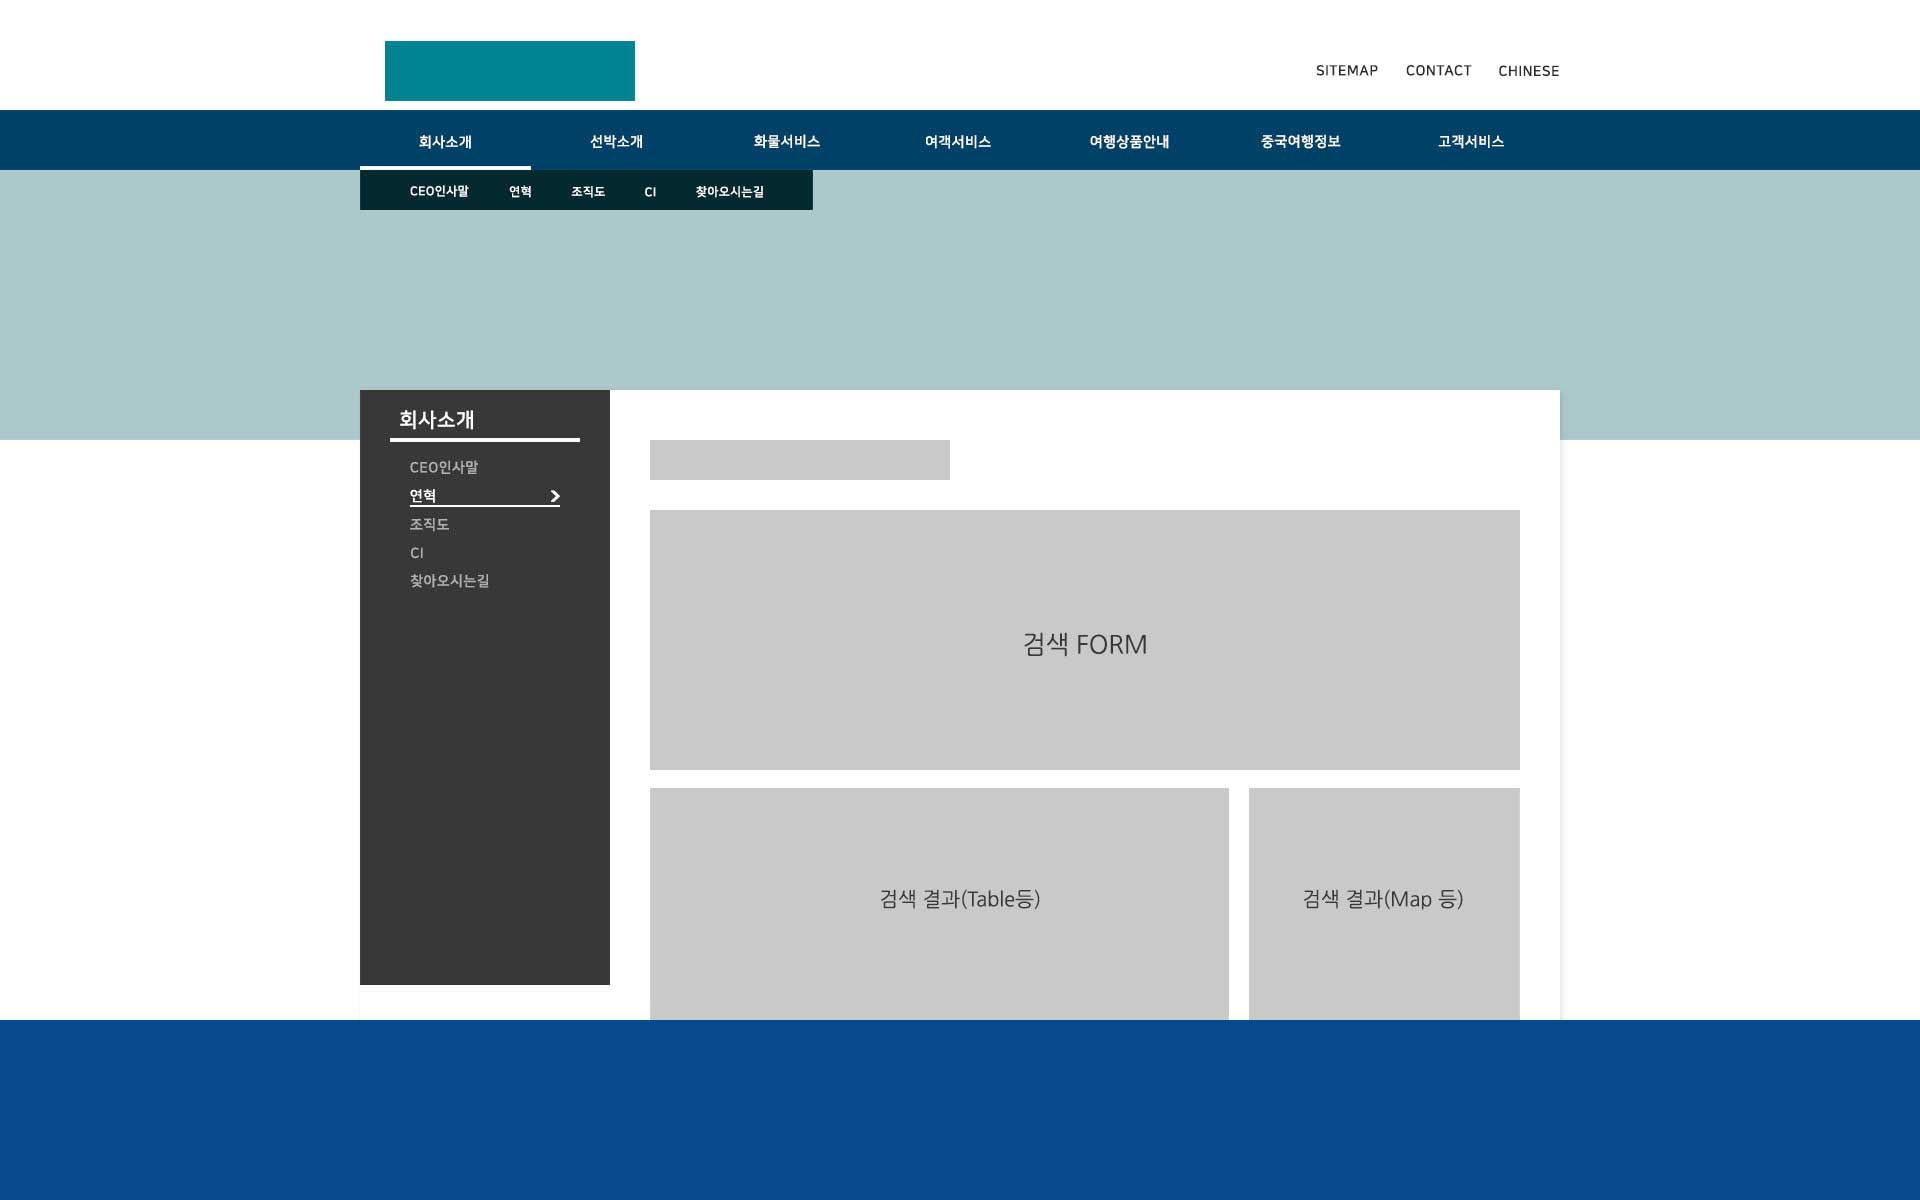 SITEMAP CONTACT CHINESE
회사소개 선박소개 화물서비스 여객서비스 여행상품안내 중국여행정보 고객서비스
CEO인사말 연혁 조직도 CI 찾아오시는길
회사소개
CEO인사말
연혁
조직도
CI
찾아오시는길
검색 FORM
검색 결과(Table등) 검색 결과(Map 등)